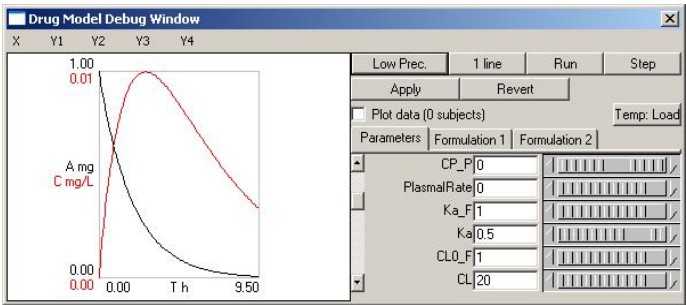 Drug Model Debug Window
X Y1 Y2 Y3 Y4
1.00
0.01
A mg
C mg/L
0.00
0.00 0.00 T h 9.50
Low Prec. 1 line Run Step
Apply Revert
Plot data (0 subjects) Temp: Load
Parameters Formulation 1 Formulation 2
CP_P 0
PlasmalRate 0
Ka_F 1
Ka 0.5
CL0_F 1
CL 20